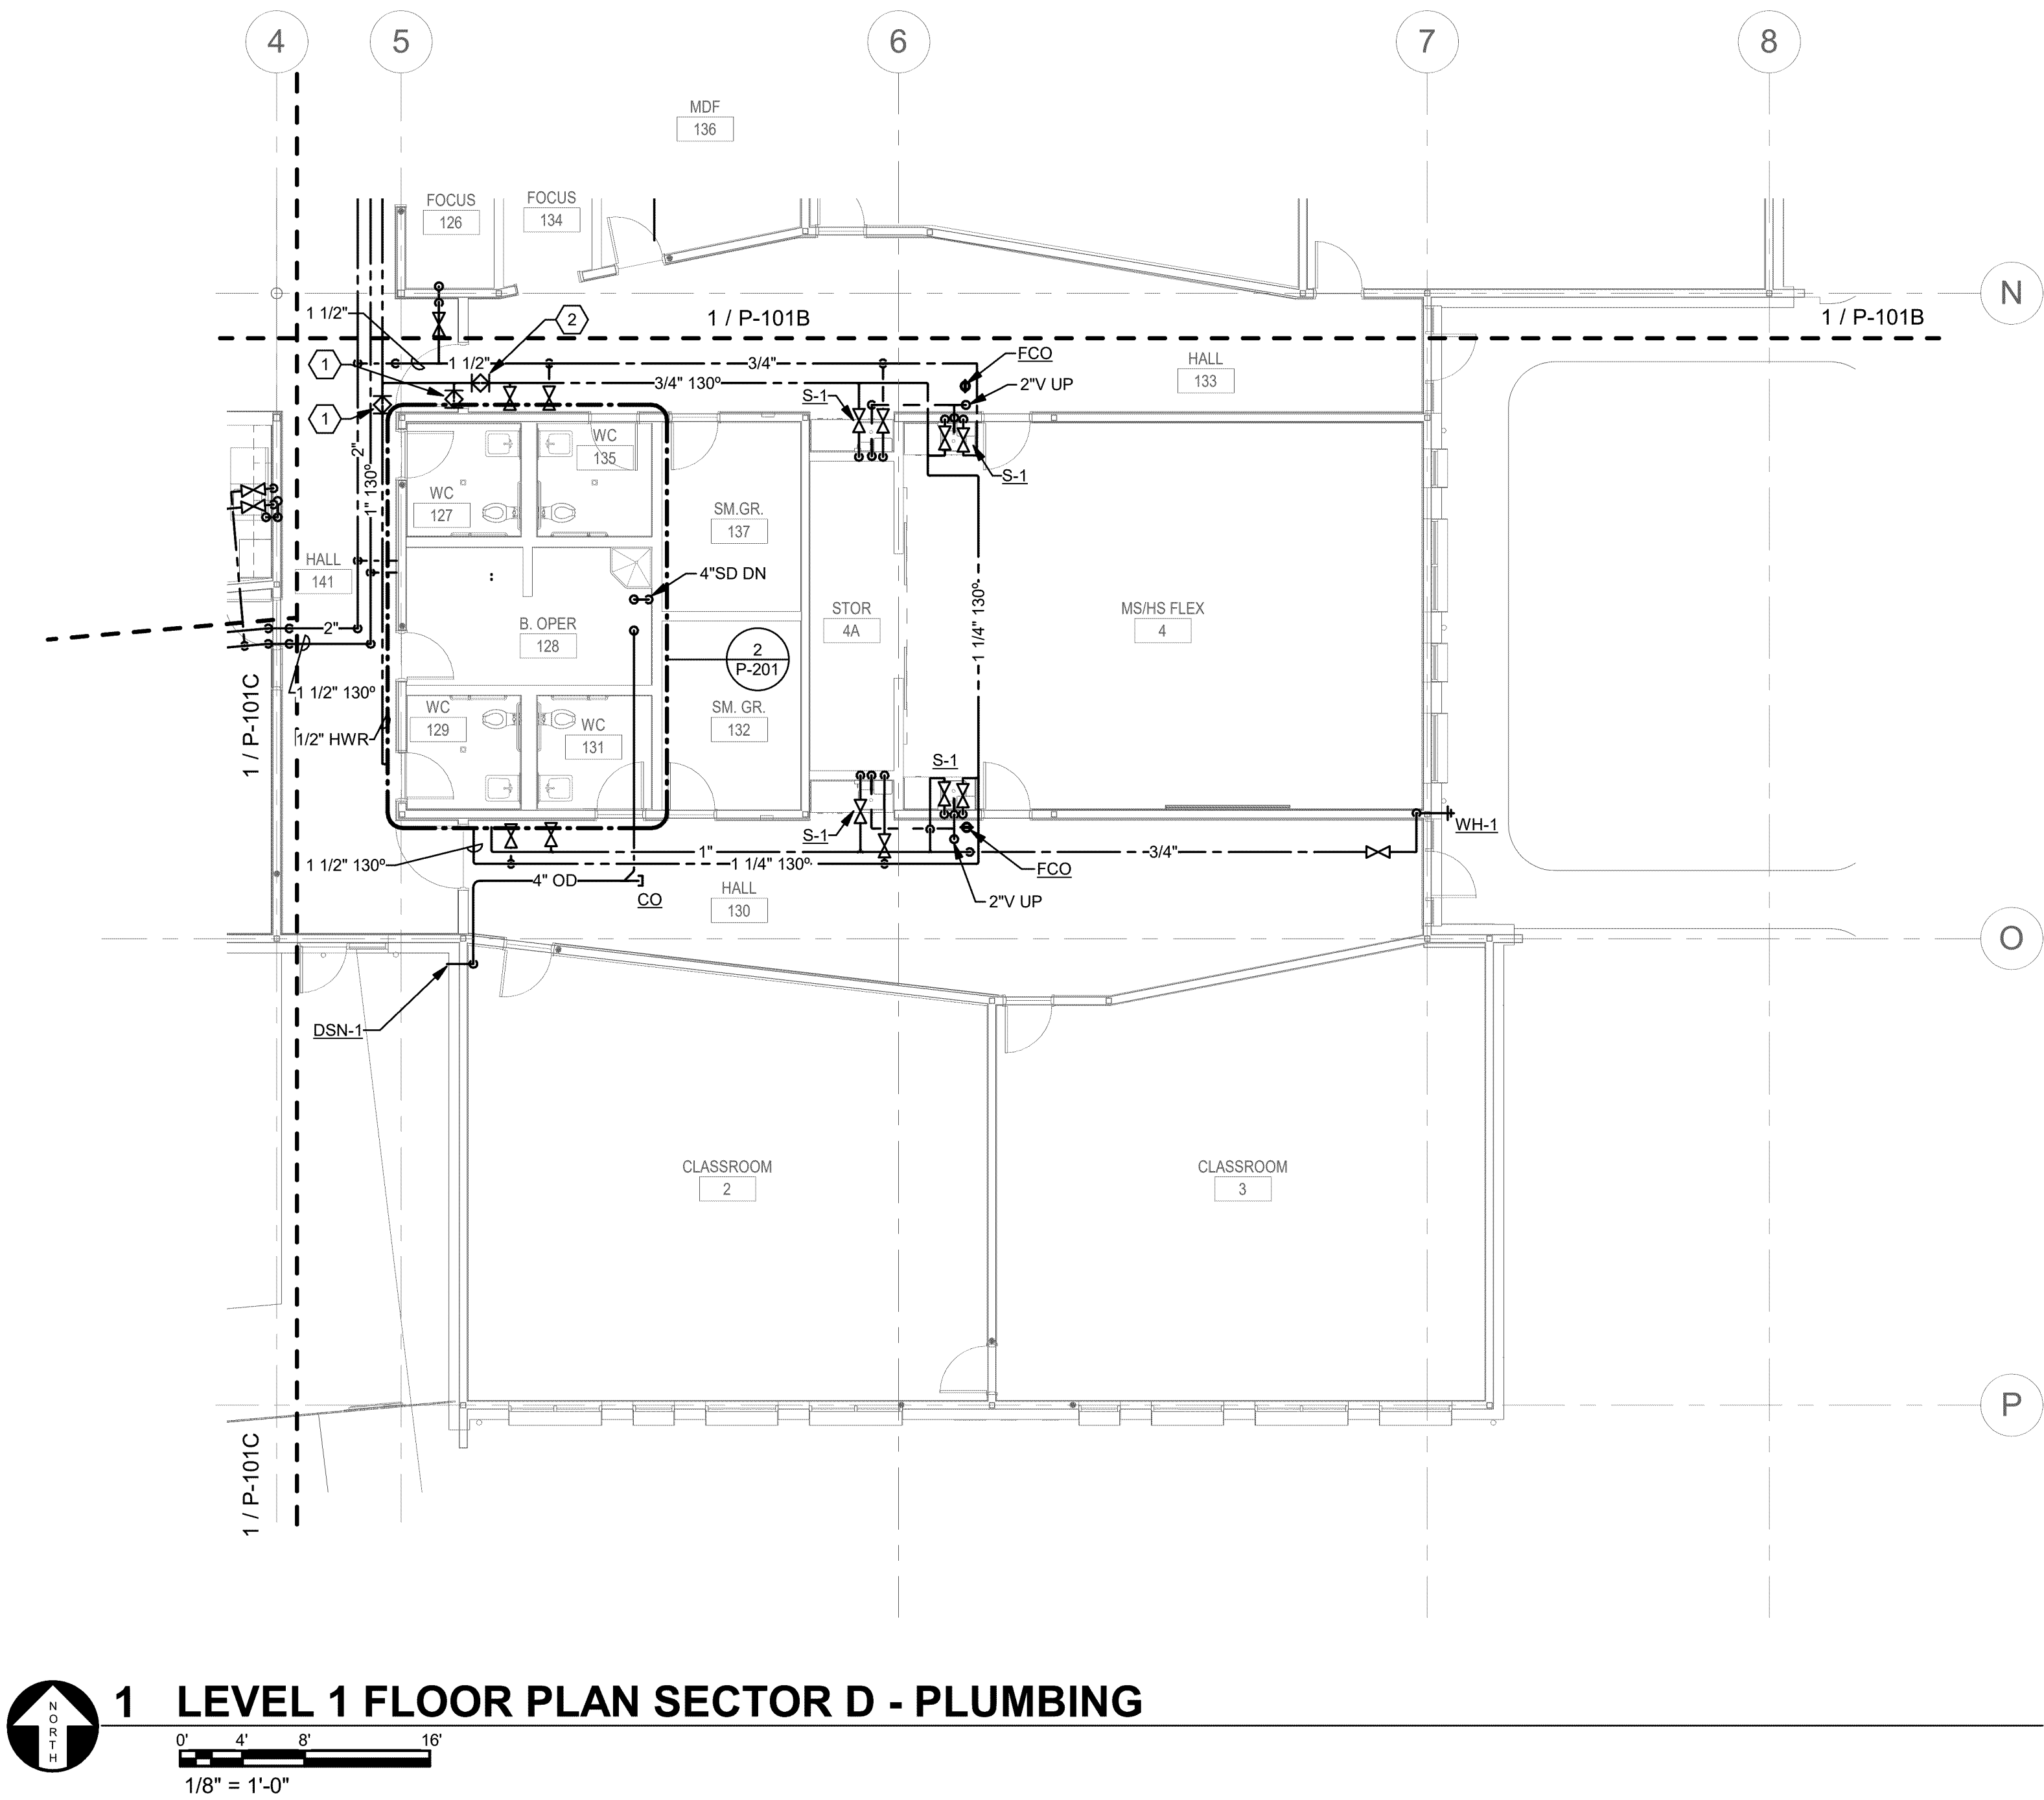 4
5
6
7
8
MDF
136
FOCUS
126
FOCUS
134
N
1 1/2"
2
1 / P-101B
1 / P-101B
1
1 1/2"
3/4"
FCO
HALL
133
3/4" 130º
2"V UP
S-1
1
2"
WC
135
1" 130º
S-1
WC
127
SM.GR.
137
HALL
141
4"SD DN
2"
B. OPER
128
STOR
4A
1 1/4" 130º
MS/HS FLEX
4
2
P-201
1 1/2" 130º
1 / P-101C
WC
129
WC
131
SM. GR.
132
1/2" HWR
S-1
S-1
WH-1
1 1/2" 130º
1"
1 1/4" 130º
3/4"
FCO
4" OD
CO
HALL
130
2"V UP
O
DSN-1
CLASSROOM
2
CLASSROOM
3
P
1 / P-101C
NORTH
1 LEVEL 1 FLOOR PLAN SECTOR D - PLUMBING
0' 4' 8' 16'
1/8" = 1'-0"